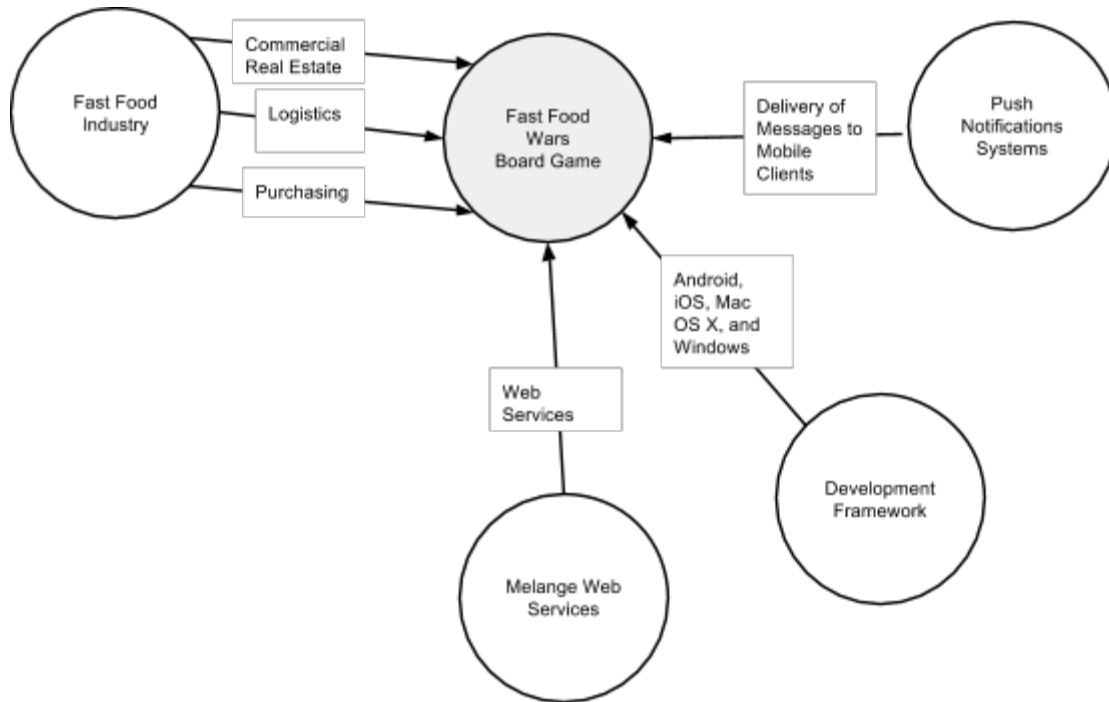 Fast Food
Industry
Commercial
Real Estate
Logistics
Purchasing
Fast Food
Wars
Board Game
Delivery of
Messages to
Mobile
Clients
Push
Notifications
Systems
Android,
iOS, Mac
OS X, and
Windows
Web
Services
Development
Framework
Melange Web
Services